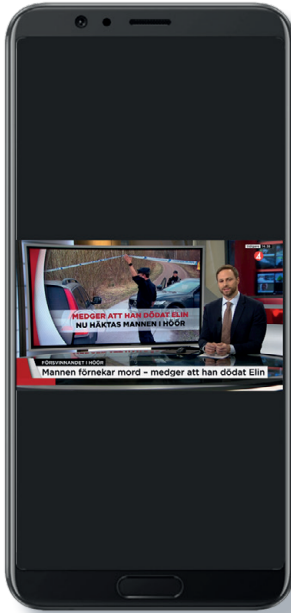 4
MEDGER ATT HAN DÖDAT ELIN
NU HÄKTAS MANNEN I HÖÖR
FÖRSVINNANDET I HÖÖR
Mannen förnekar mord – medger att han dödat Elin